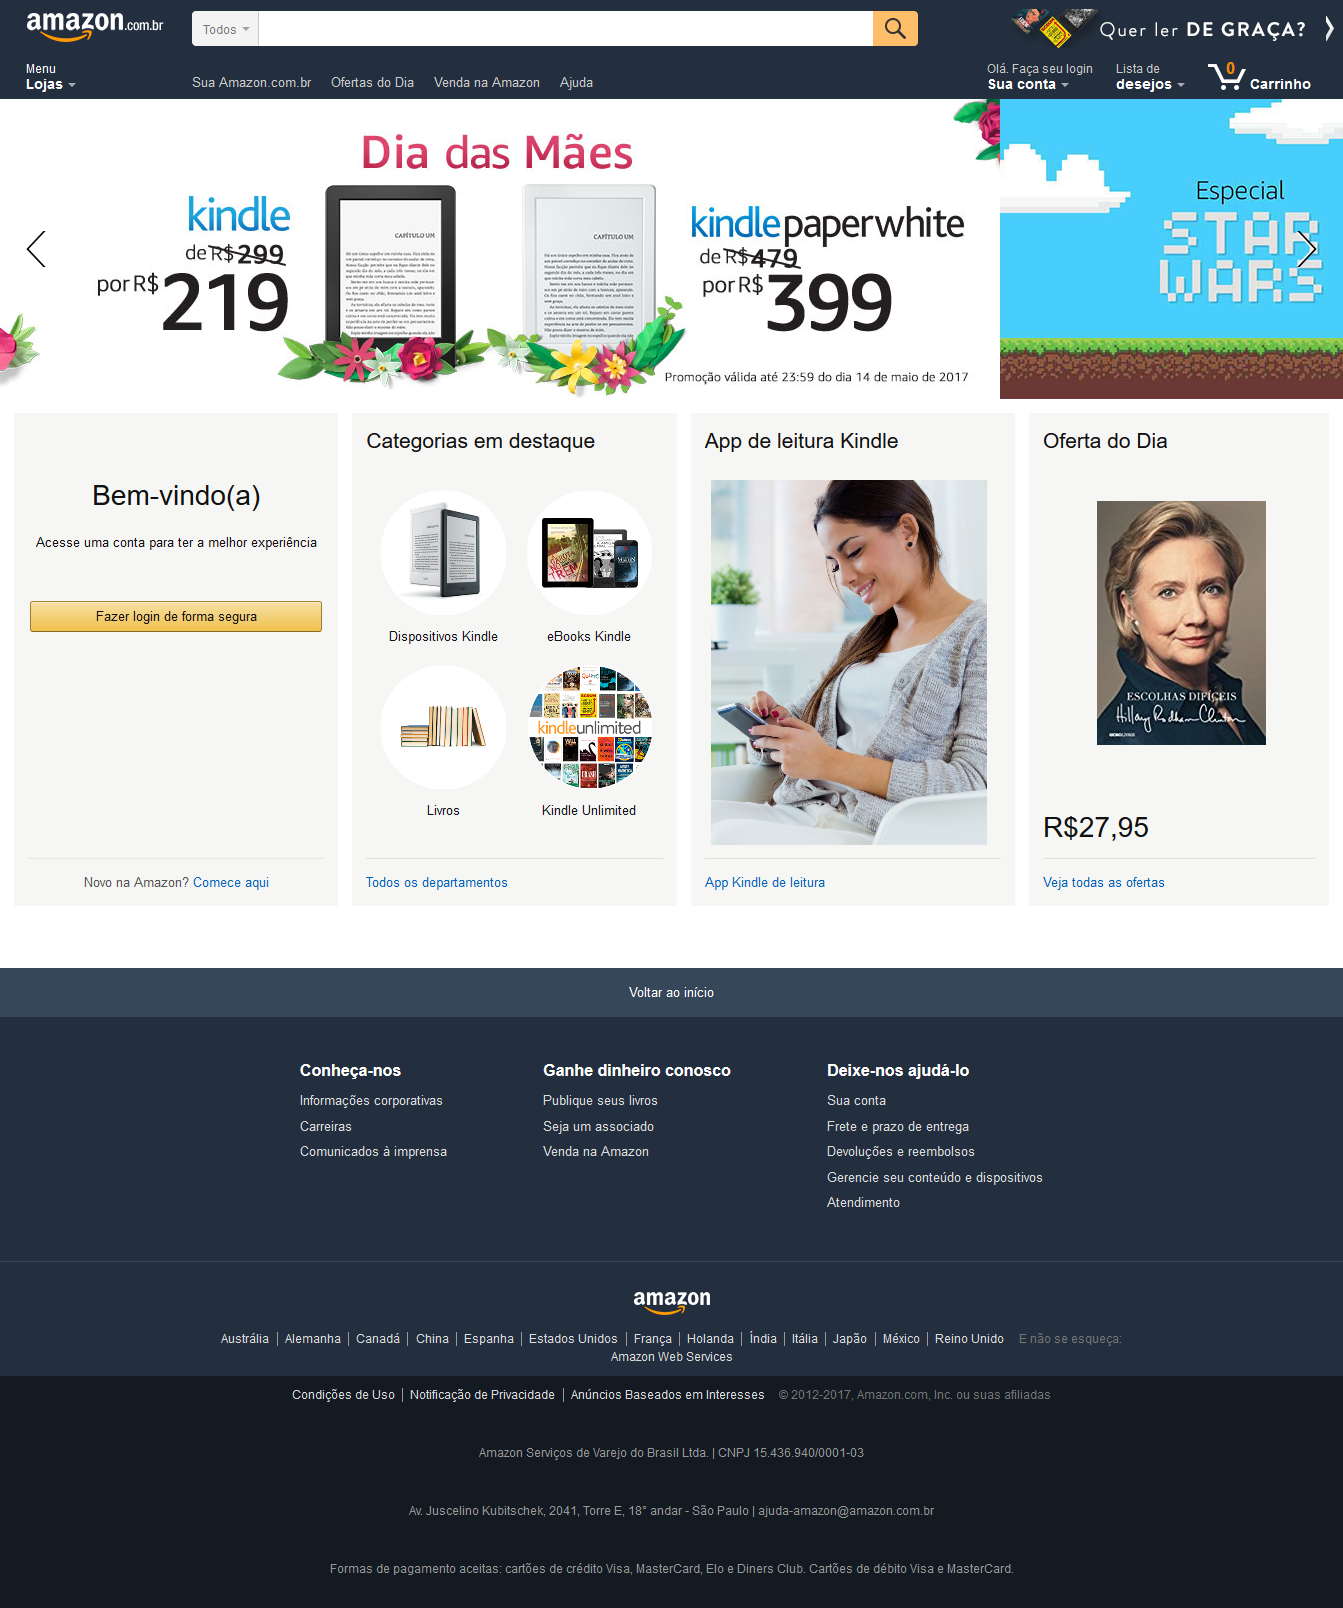 amazon.com.br
Todos
Quer ler DE GRAÇA?
Menu
Lojas
Sua Amazon.com.br
Ofertas do Dia
Venda na Amazon
Ajuda
Olá. Faça seu login
Sua conta
Lista de
desejos
0
Carrinho
Dia das Mães
kindle
de R$ 299
por R$ 219
CAPÍTULO UM
CAPÍTULO UM
kindle paperwhite
de R$ 479
por R$ 399
Promoção válida até 23:59 do dia 14 de maio de 2017
Especial
STAR
WARS
Bem-vindo(a)
Acesse uma conta para ter a melhor experiência
Fazer login de forma segura
Novo na Amazon? Comece aqui
Categorias em destaque
Dispositivos Kindle
eBooks Kindle
kindleunlimited
Livros
Kindle Unlimited
Todos os departamentos
App de leitura Kindle
App Kindle de leitura
Oferta do Dia
ESCOLHAS DIFÍCEIS
Hillary Rodham Clinton
R$27,95
Veja todas as ofertas
Voltar ao início
Conheça-nos
Informações corporativas
Carreiras
Comunicados à imprensa
Ganhe dinheiro conosco
Publique seus livros
Seja um associado
Venda na Amazon
Deixe-nos ajudá-lo
Sua conta
Frete e prazo de entrega
Devoluções e reembolsos
Gerencie seu conteúdo e dispositivos
Atendimento
amazon
Austrália | Alemanha | Canadá | China | Espanha | Estados Unidos | França | Holanda | Índia | Itália | Japão | México | Reino Unido E não se esqueça:
Amazon Web Services
Condições de Uso | Notificação de Privacidade | Anúncios Baseados em Interesses © 2012-2017, Amazon.com, Inc. ou suas afiliadas
Amazon Serviços de Varejo do Brasil Ltda. | CNPJ 15.436.940/0001-03
Av. Juscelino Kubitschek, 2041, Torre E, 18° andar - São Paulo | ajuda-amazon@amazon.com.br
Formas de pagamento aceitas: cartões de crédito Visa, MasterCard, Elo e Diners Club. Cartões de débito Visa e MasterCard.